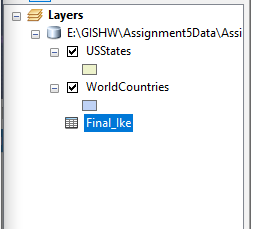 Layers
E:\GISHW\Assignment5Data\Assi
USStates
WorldCountries
Final_Ike